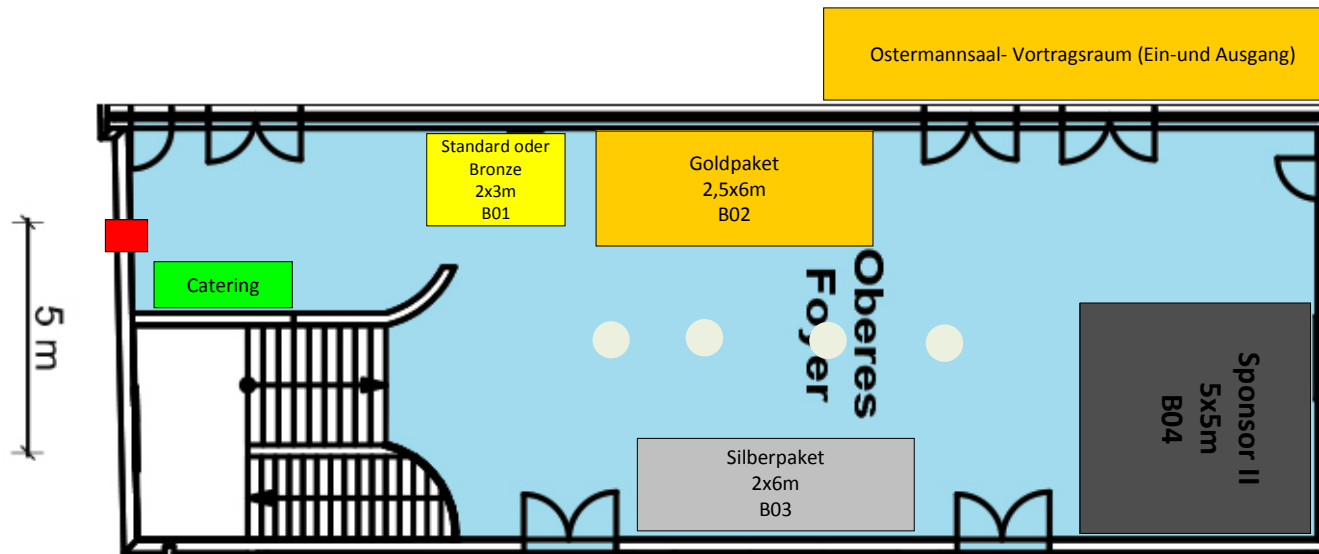 Ostermannsaal- Vortragsraum (Ein-und Ausgang)
Standard oder
Bronze
2x3m
B01
Goldpaket
2,5x6m
B02
Catering
5 m
Oberes
Foyer
Silberpaket
2x6m
B03
Sponsor II
5x5m
B04